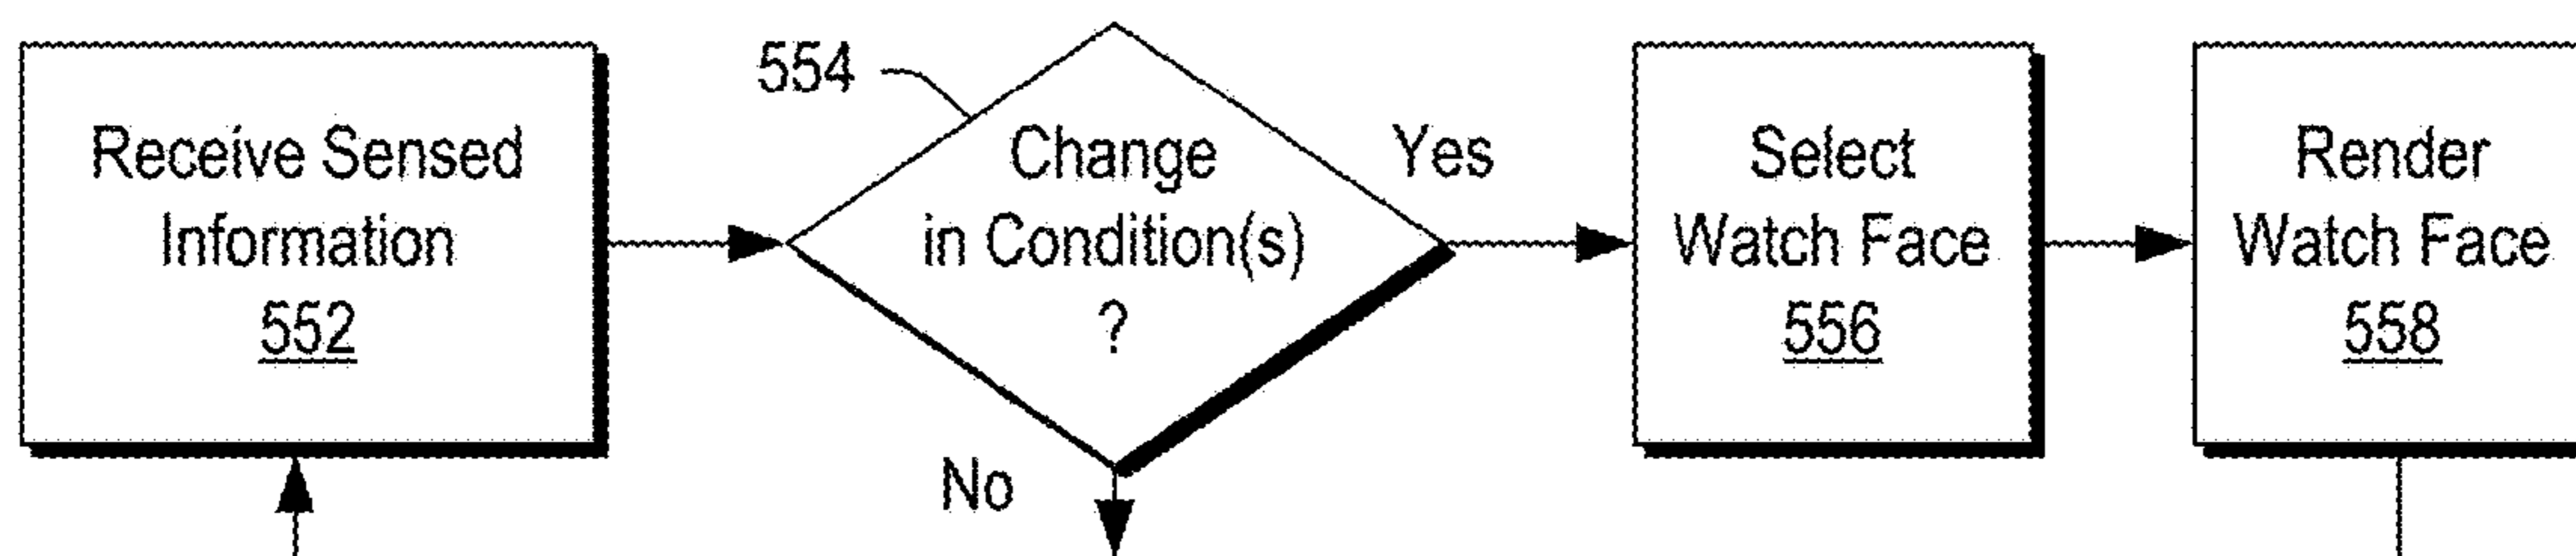 Receive Sensed
Information
552
554
Change
in Condition(s)
?
Yes
No
Select
Watch Face
556
Render
Watch Face
558